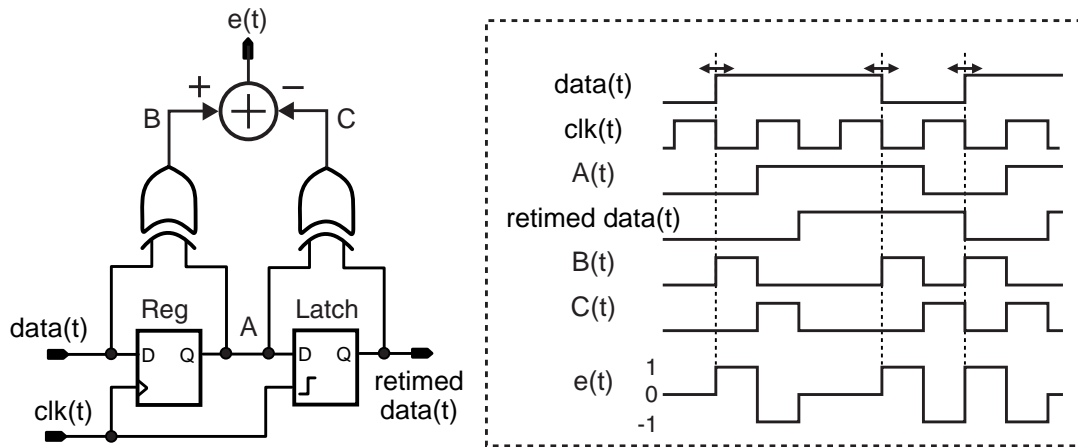 e(t)
+
−
B
C
Reg
A
Latch
data(t)
D
Q
D
Q
clk(t)
retimed
data(t)
data(t)
clk(t)
A(t)
retimed data(t)
B(t)
C(t)
e(t)
1
0
-1